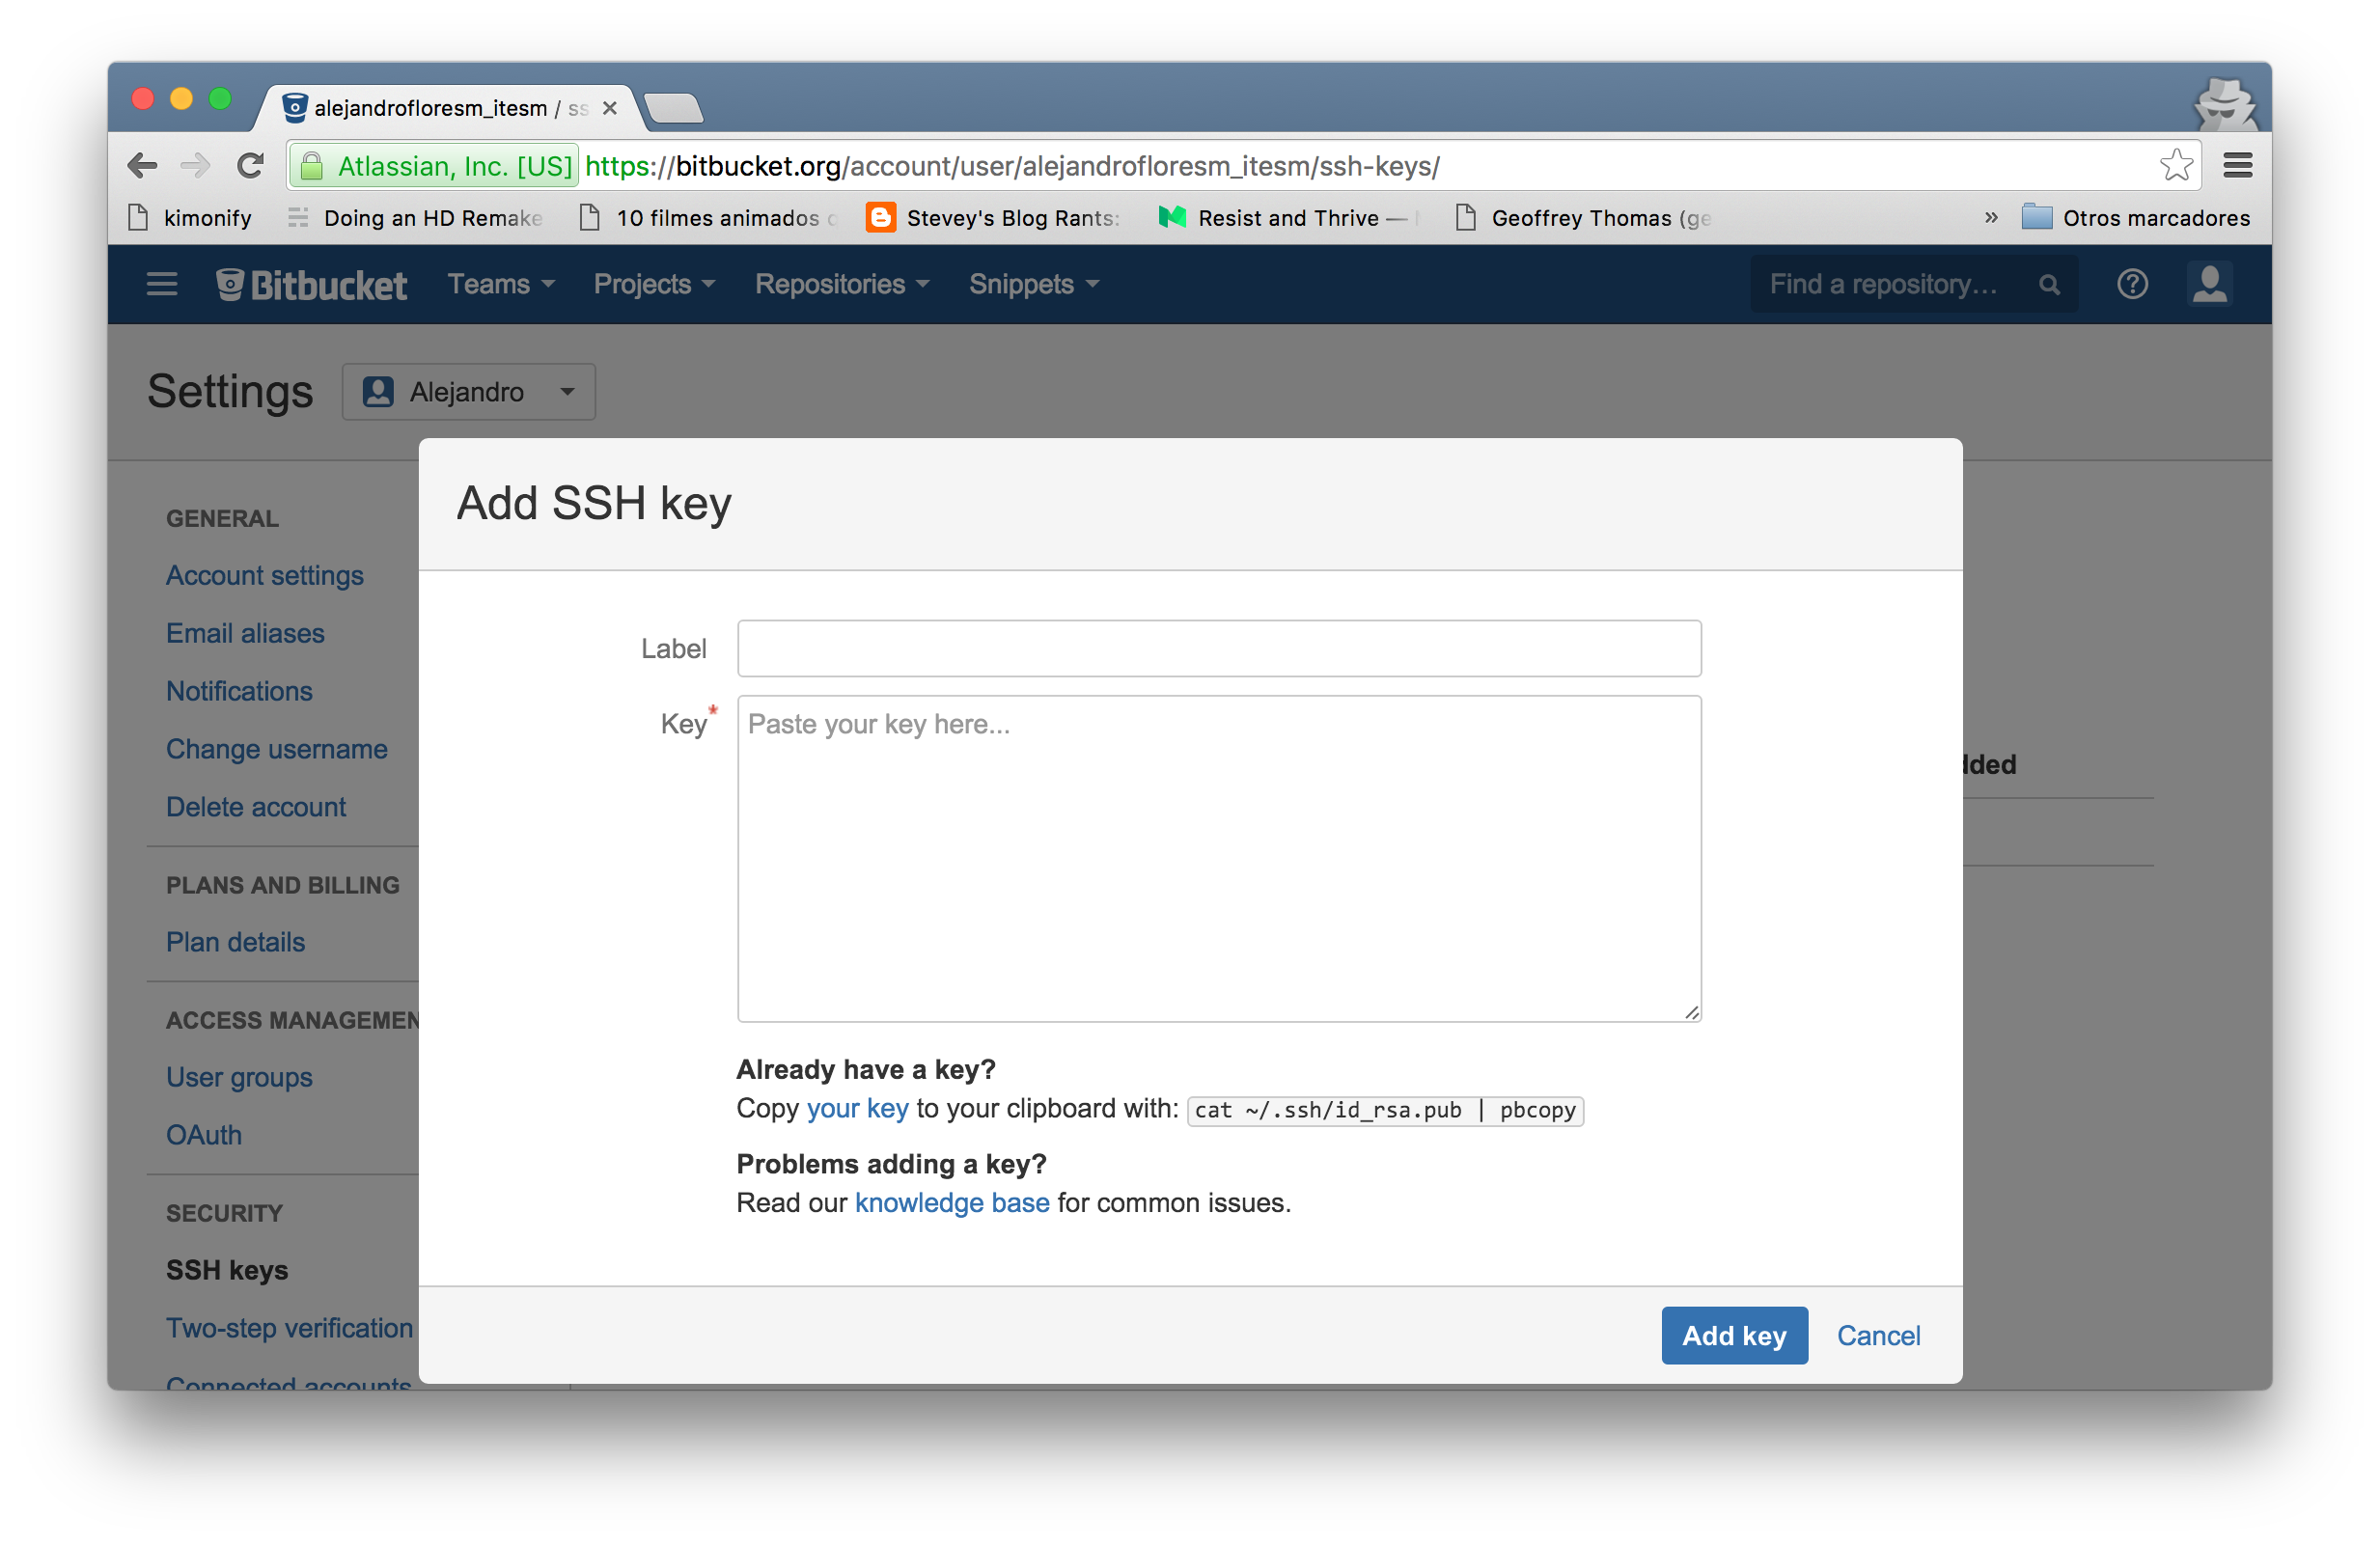 alejandrofloresm_itesm / ss
Atlassian, Inc. [US] https://bitbucket.org/account/user/alejandrofloresm_itesm/ssh-keys/
kimonify Doing an HD Remake 10 filmes animados Stevey's Blog Rants: Resist and Thrive — Geoffrey Thomas (ge » Otros marcadores
Bitbucket Teams Projects Repositories Snippets Find a repository...
Settings Alejandro
Add SSH key
GENERAL
Account settings
Email aliases
Notifications
Change username
Delete account
PLANS AND BILLING
Plan details
ACCESS MANAGEMEN
User groups
OAuth
SECURITY
SSH keys
Two-step verification
Connected accounts
Label
Key*
Paste your key here...
dded
Already have a key?
Copy your key to your clipboard with: cat ~/.ssh/id_rsa.pub | pbcopy
Problems adding a key?
Read our knowledge base for common issues.
Add key Cancel